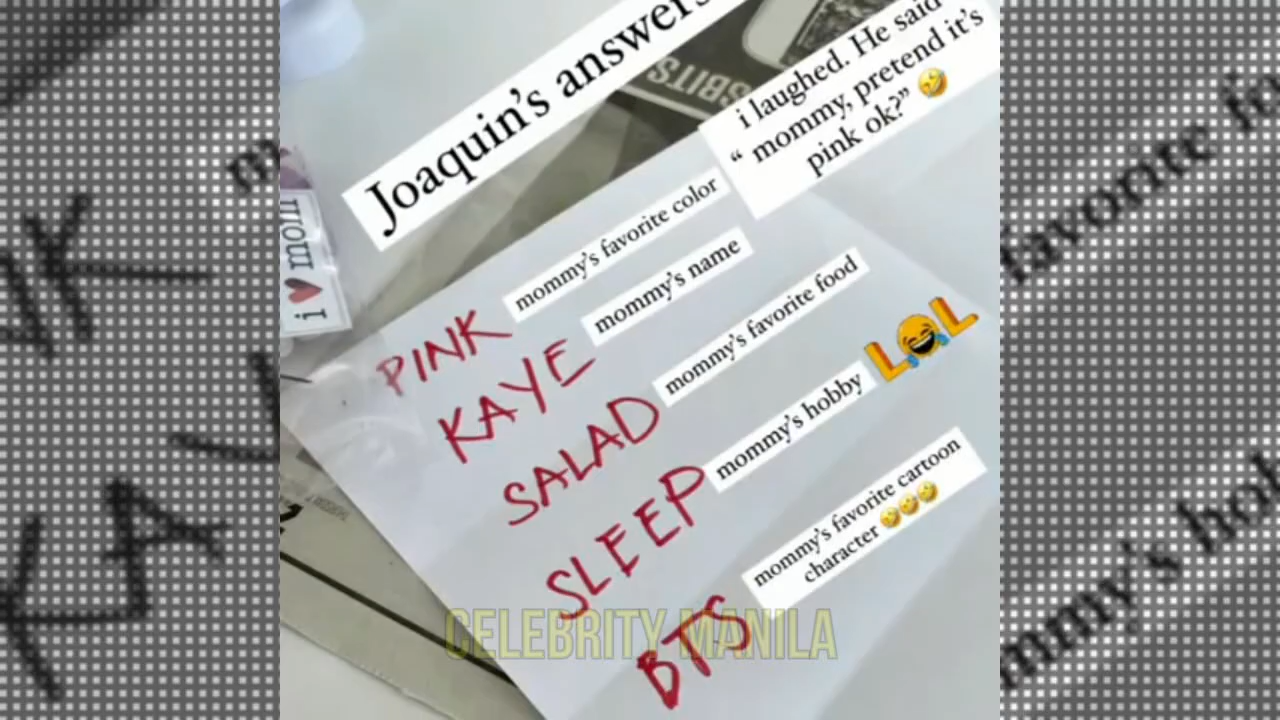 Joaquin's answers
i laughed. He said
“ mommy, pretend it's
pink ok?” 🤣
SBITS
i ❤ mom
mommy's favorite color
PINK
mommy's name
KAYE
mommy's favorite food
SALAD
LOL
mommy's hobby
SLEEP
mommy's favorite cartoon
character 🤣🤣🤣
BTS
CELEBRITY MANILA